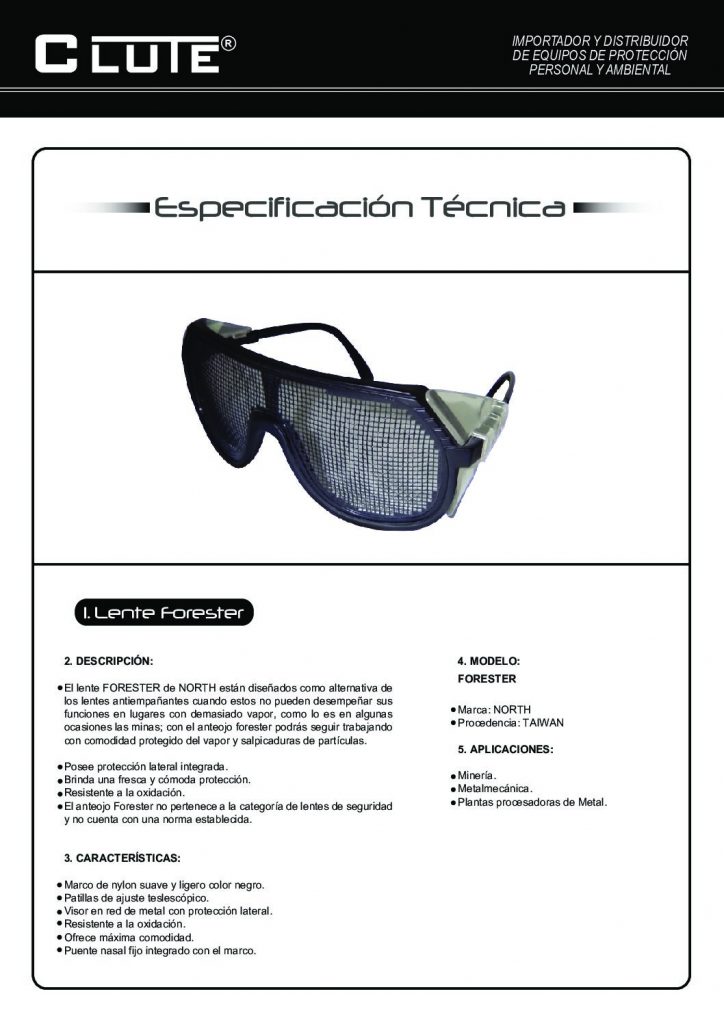 CLUTE®
IMPORTADOR Y DISTRIBUIDOR
DE EQUIPOS DE PROTECCIÓN
PERSONAL Y AMBIENTAL
Especificación Técnica
1. Lente Forester
2. DESCRIPCIÓN:
● El lente FORESTER de NORTH están diseñados como alternativa de
los lentes antiempañantes cuando estos no pueden desempeñar sus
funciones en lugares con demasiado vapor, como lo es en algunas
ocasiones las minas; con el anteojo forester podrás seguir trabajando
con comodidad protegido del vapor y salpicaduras de partículas.
● Posee protección lateral integrada.
● Brinda una fresca y cómoda protección.
● Resistente a la oxidación.
● El anteojo Forester no pertenece a la categoría de lentes de seguridad
y no cuenta con una norma establecida.
3. CARACTERÍSTICAS:
● Marco de nylon suave y lígero color negro.
● Patillas de ajuste teslescópico.
● Visor en red de metal con protección lateral.
● Resistente a la oxidación.
● Ofrece máxima comodidad.
● Puente nasal fijo integrado con el marco.
4. MODELO:
FORESTER
● Marca: NORTH
● Procedencia: TAIWAN
5. APLICACIONES:
● Minería.
● Metalmecánica.
● Plantas procesadoras de Metal.